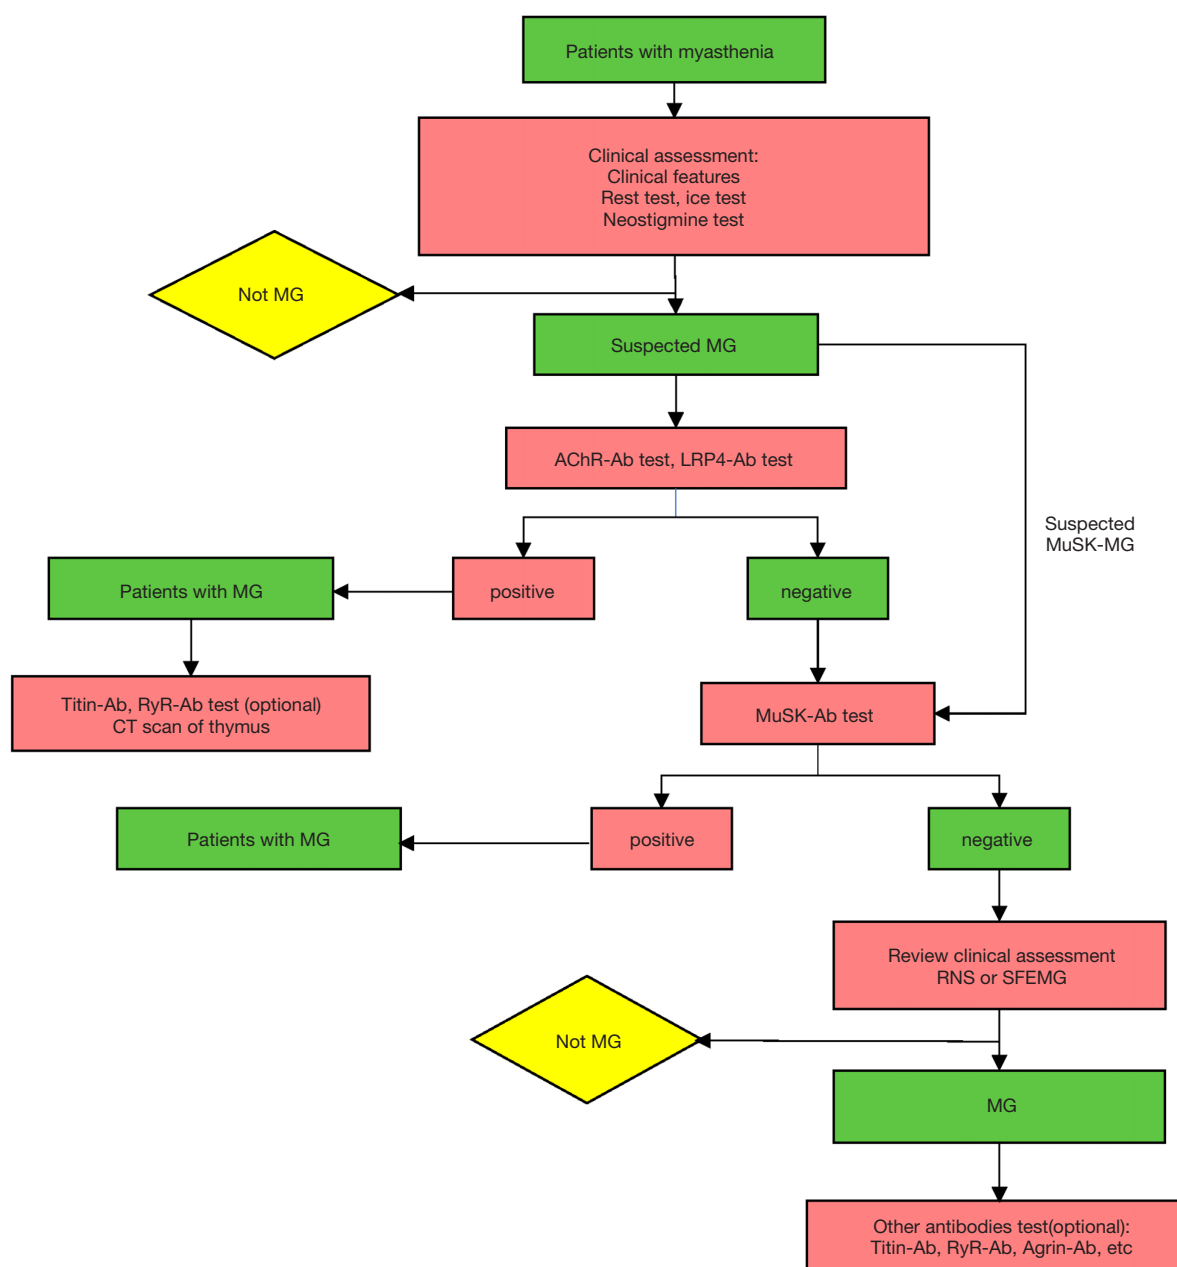 Patients with myasthenia
Clinical assessment:
Clinical features
Rest test, ice test
Neostigmine test
Not MG
Suspected MG
AChR-Ab test, LRP4-Ab test
Suspected
MuSK-MG
Patients with MG
positive
negative
Titin-Ab, RyR-Ab test (optional)
CT scan of thymus
MuSK-Ab test
Patients with MG
positive
negative
Review clinical assessment
RNS or SFEMG
Not MG
MG
Other antibodies test(optional):
Titin-Ab, RyR-Ab, Agrin-Ab, etc